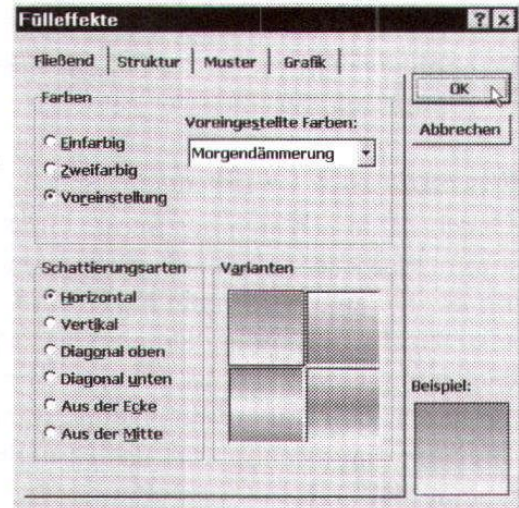 Fülleffekte
Fließend Struktur Muster Grafik
OK
Abbrechen
Farben
Einfarbig
Zweifarbig
Voreinstellung
Voreingestellte Farben:
Morgendämmerung
Schattierungsarten
Horizontal
Vertikal
Diagonal oben
Diagonal unten
Aus der Ecke
Aus der Mitte
Varianten
Beispiel: